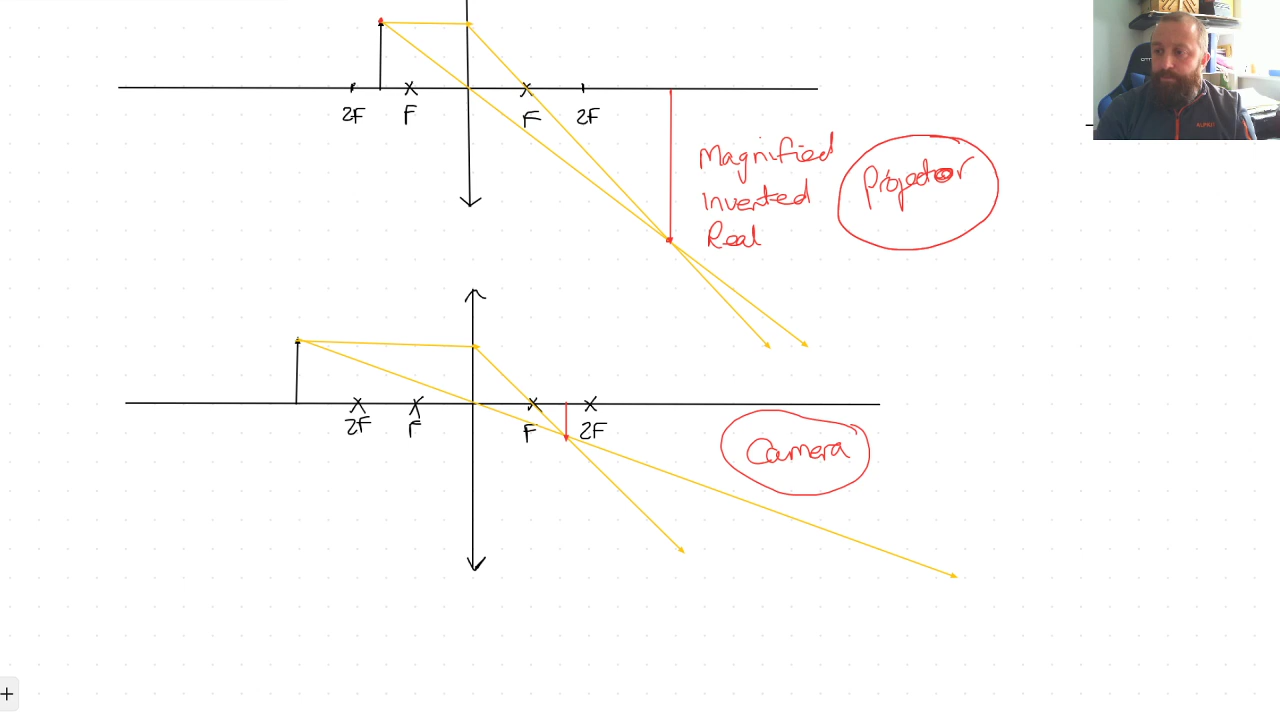 2F F F 2F
Magnified
Inverted
Real
Projector
2F F F 2F
Camera